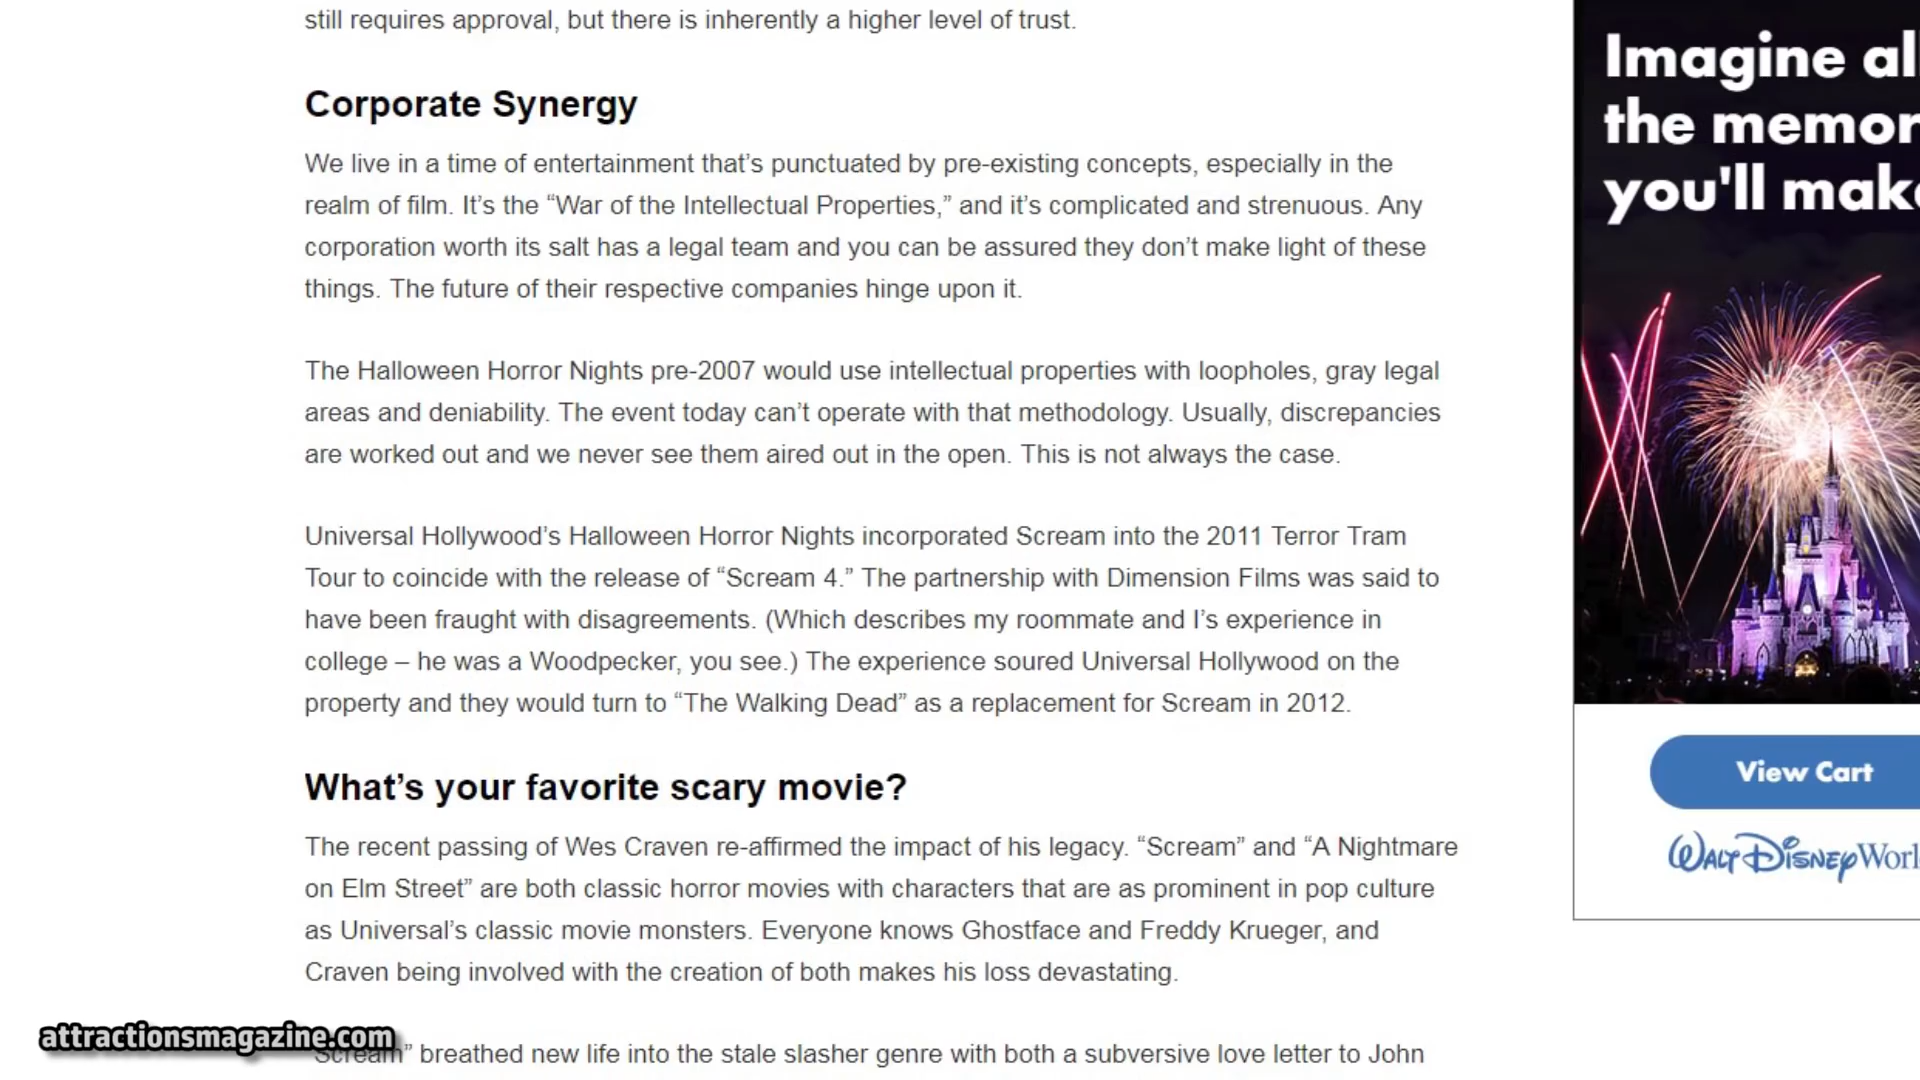 still requires approval, but there is inherently a higher level of trust.
Corporate Synergy
We live in a time of entertainment that’s punctuated by pre-existing concepts, especially in the
realm of film. It’s the “War of the Intellectual Properties,” and it’s complicated and strenuous. Any
corporation worth its salt has a legal team and you can be assured they don’t make light of these
things. The future of their respective companies hinge upon it.
The Halloween Horror Nights pre-2007 would use intellectual properties with loopholes, gray legal
areas and deniability. The event today can’t operate with that methodology. Usually, discrepancies
are worked out and we never see them aired out in the open. This is not always the case.
Universal Hollywood’s Halloween Horror Nights incorporated Scream into the 2011 Terror Tram
Tour to coincide with the release of “Scream 4.” The partnership with Dimension Films was said to
have been fraught with disagreements. (Which describes my roommate and I’s experience in
college – he was a Woodpecker, you see.) The experience soured Universal Hollywood on the
property and they would turn to “The Walking Dead” as a replacement for Scream in 2012.
What’s your favorite scary movie?
The recent passing of Wes Craven re-affirmed the impact of his legacy. “Scream” and “A Nightmare
on Elm Street” are both classic horror movies with characters that are as prominent in pop culture
as Universal’s classic movie monsters. Everyone knows Ghostface and Freddy Krueger, and
Craven being involved with the creation of both makes his loss devastating.
“Scream” breathed new life into the stale slasher genre with both a subversive love letter to John
attractionsmagazine.com
Imagine all
the memor
you'll make
View Cart
Walt Disney World